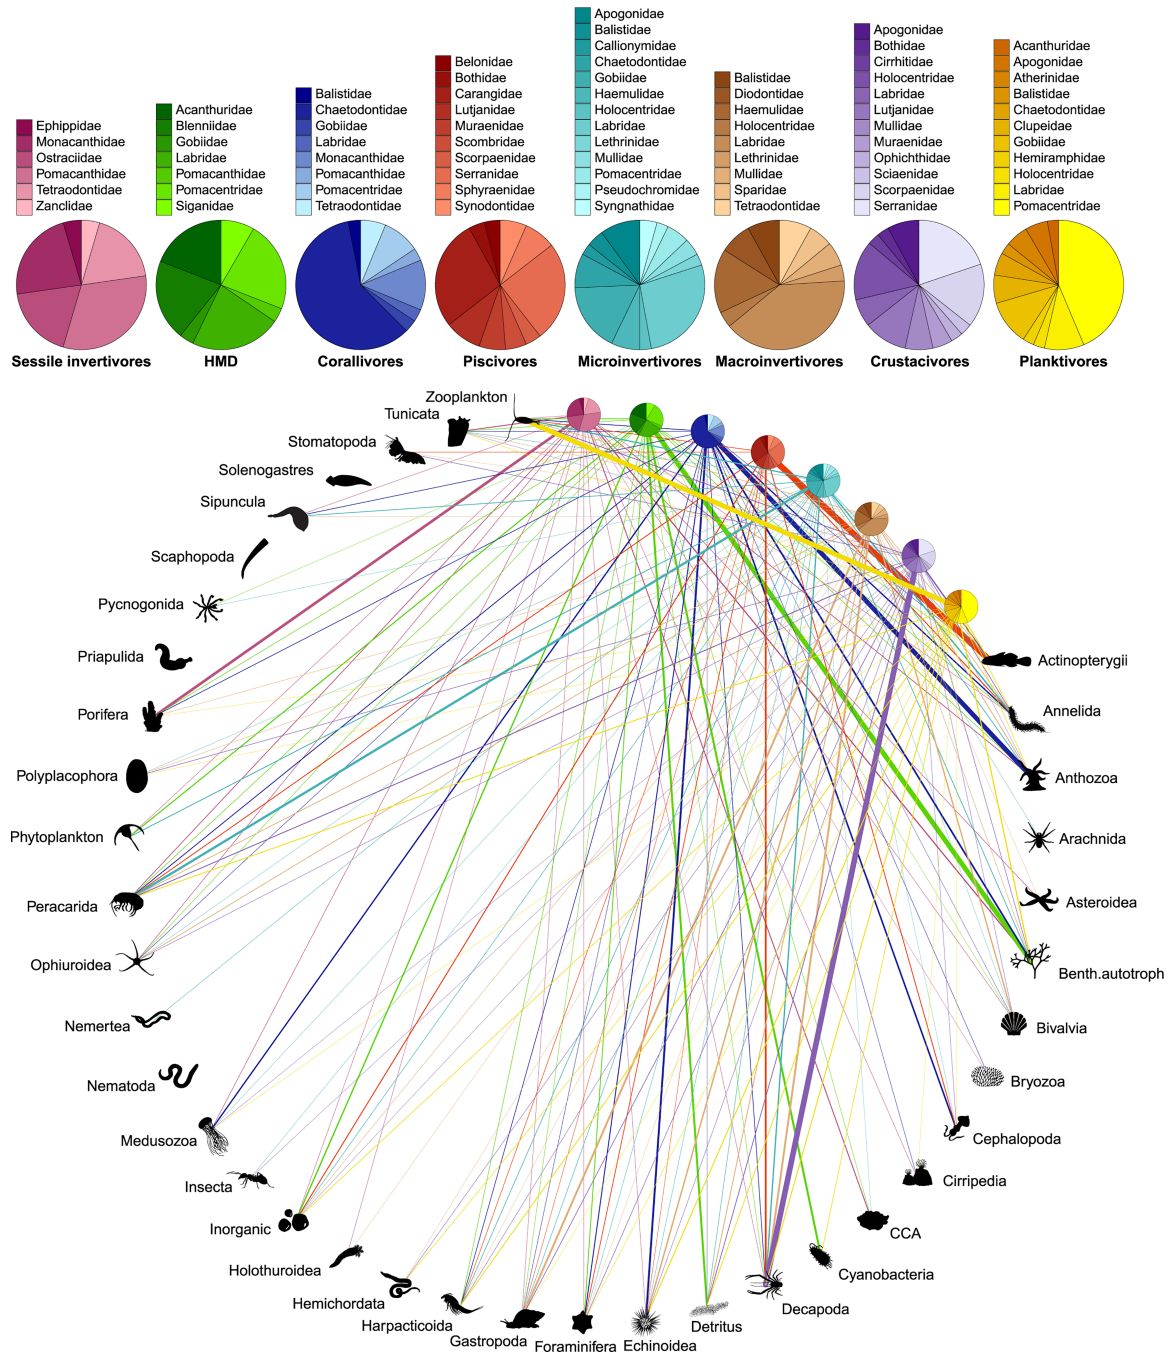 Ephippidae
Monacanthidae
Ostraciidae
Pomacanthidae
Tetraodontidae
Zanclidae
Sessile invertivores
Acanthuridae
Blenniidae
Gobiidae
Labridae
Pomacanthidae
Pomacentridae
Siganidae
HMD
Balistidae
Chaetodontidae
Gobiidae
Labridae
Monacanthidae
Pomacanthidae
Pomacentridae
Tetraodontidae
Corallivores
Belonidae
Bothidae
Carangidae
Lutjanidae
Muraenidae
Scombridae
Scorpaenidae
Serranidae
Sphyraenidae
Synodontidae
Piscivores
Apogonidae
Balistidae
Callionymidae
Chaetodontidae
Gobiidae
Haemulidae
Holocentridae
Labridae
Lethrinidae
Mullidae
Pomacentridae
Pseudochromidae
Syngnathidae
Microinvertivores
Balistidae
Diodontidae
Haemulidae
Holocentridae
Labridae
Lethrinidae
Mullidae
Sparidae
Tetraodontidae
Macroinvertivores
Apogonidae
Bothidae
Cirrhitidae
Holocentridae
Labridae
Lutjanidae
Mullidae
Muraenidae
Ophichthidae
Sciaenidae
Scorpaenidae
Serranidae
Crustacivores
Acanthuridae
Apogonidae
Atherinidae
Balistidae
Chaetodontidae
Clupeidae
Gobiidae
Hemiramphidae
Holocentridae
Labridae
Pomacentridae
Planktivores
Zooplankton
Tunicata
Stomatopoda
Solenogastres
Sipuncula
Scaphopoda
Pycnogonida
Priapulida
Porifera
Polyplacophora
Phytoplankton
Peracarida
Ophiuroidea
Nemertea
Nematoda
Medusozoa
Insecta
Inorganic
Holothuroidea
Hemichordata
Harpacticoida
Gastropoda
Foraminifera
Echinoidea
Detritus
Decapoda
Cyanobacteria
CCA
Cirripedia
Cephalopoda
Bryozoa
Bivalvia
Benth.autotroph
Asteroidea
Arachnida
Anthozoa
Annelida
Actinopterygii